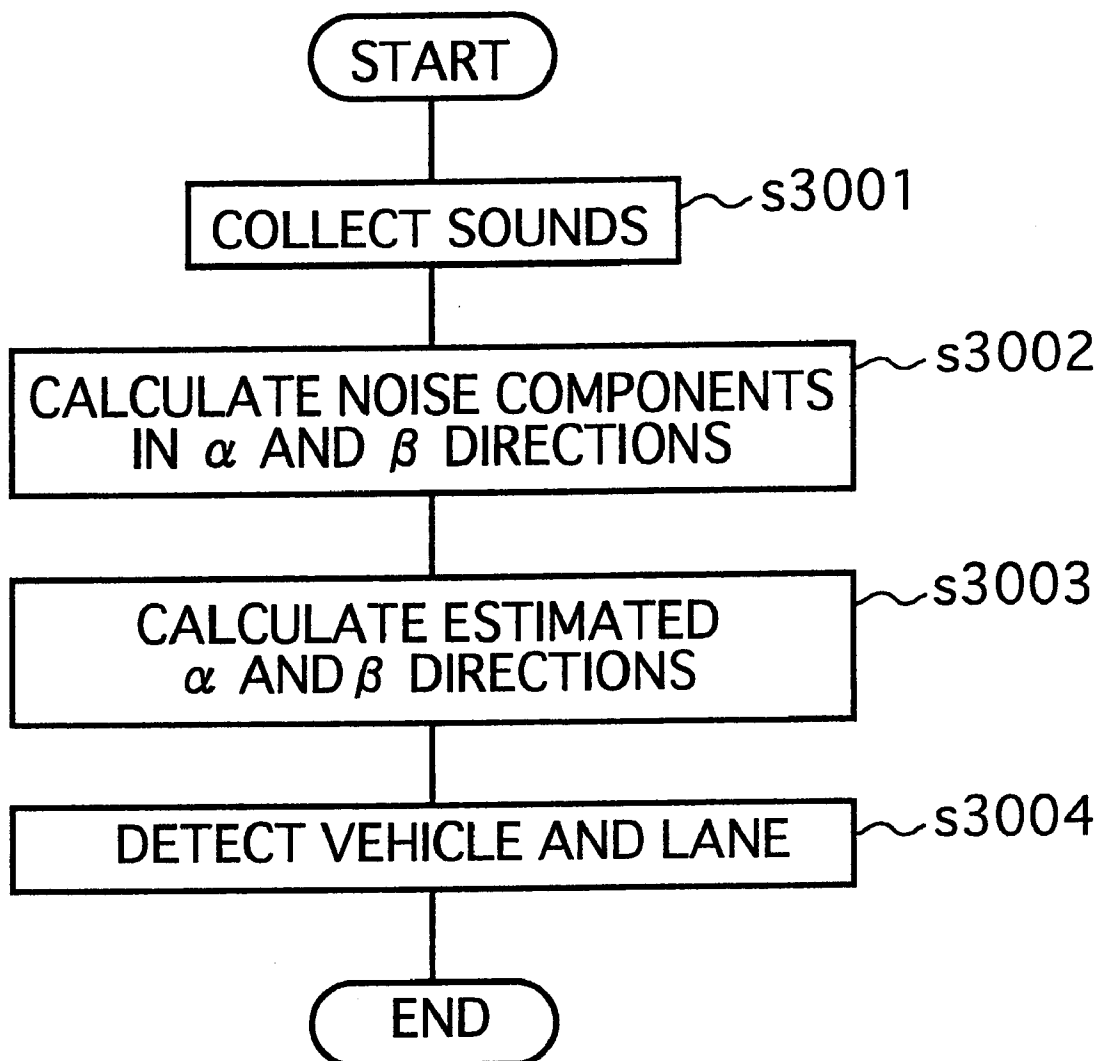 START
COLLECT SOUNDS
s3001
CALCULATE NOISE COMPONENTS
IN α AND β DIRECTIONS
s3002
CALCULATE ESTIMATED
α AND β DIRECTIONS
s3003
DETECT VEHICLE AND LANE
s3004
END